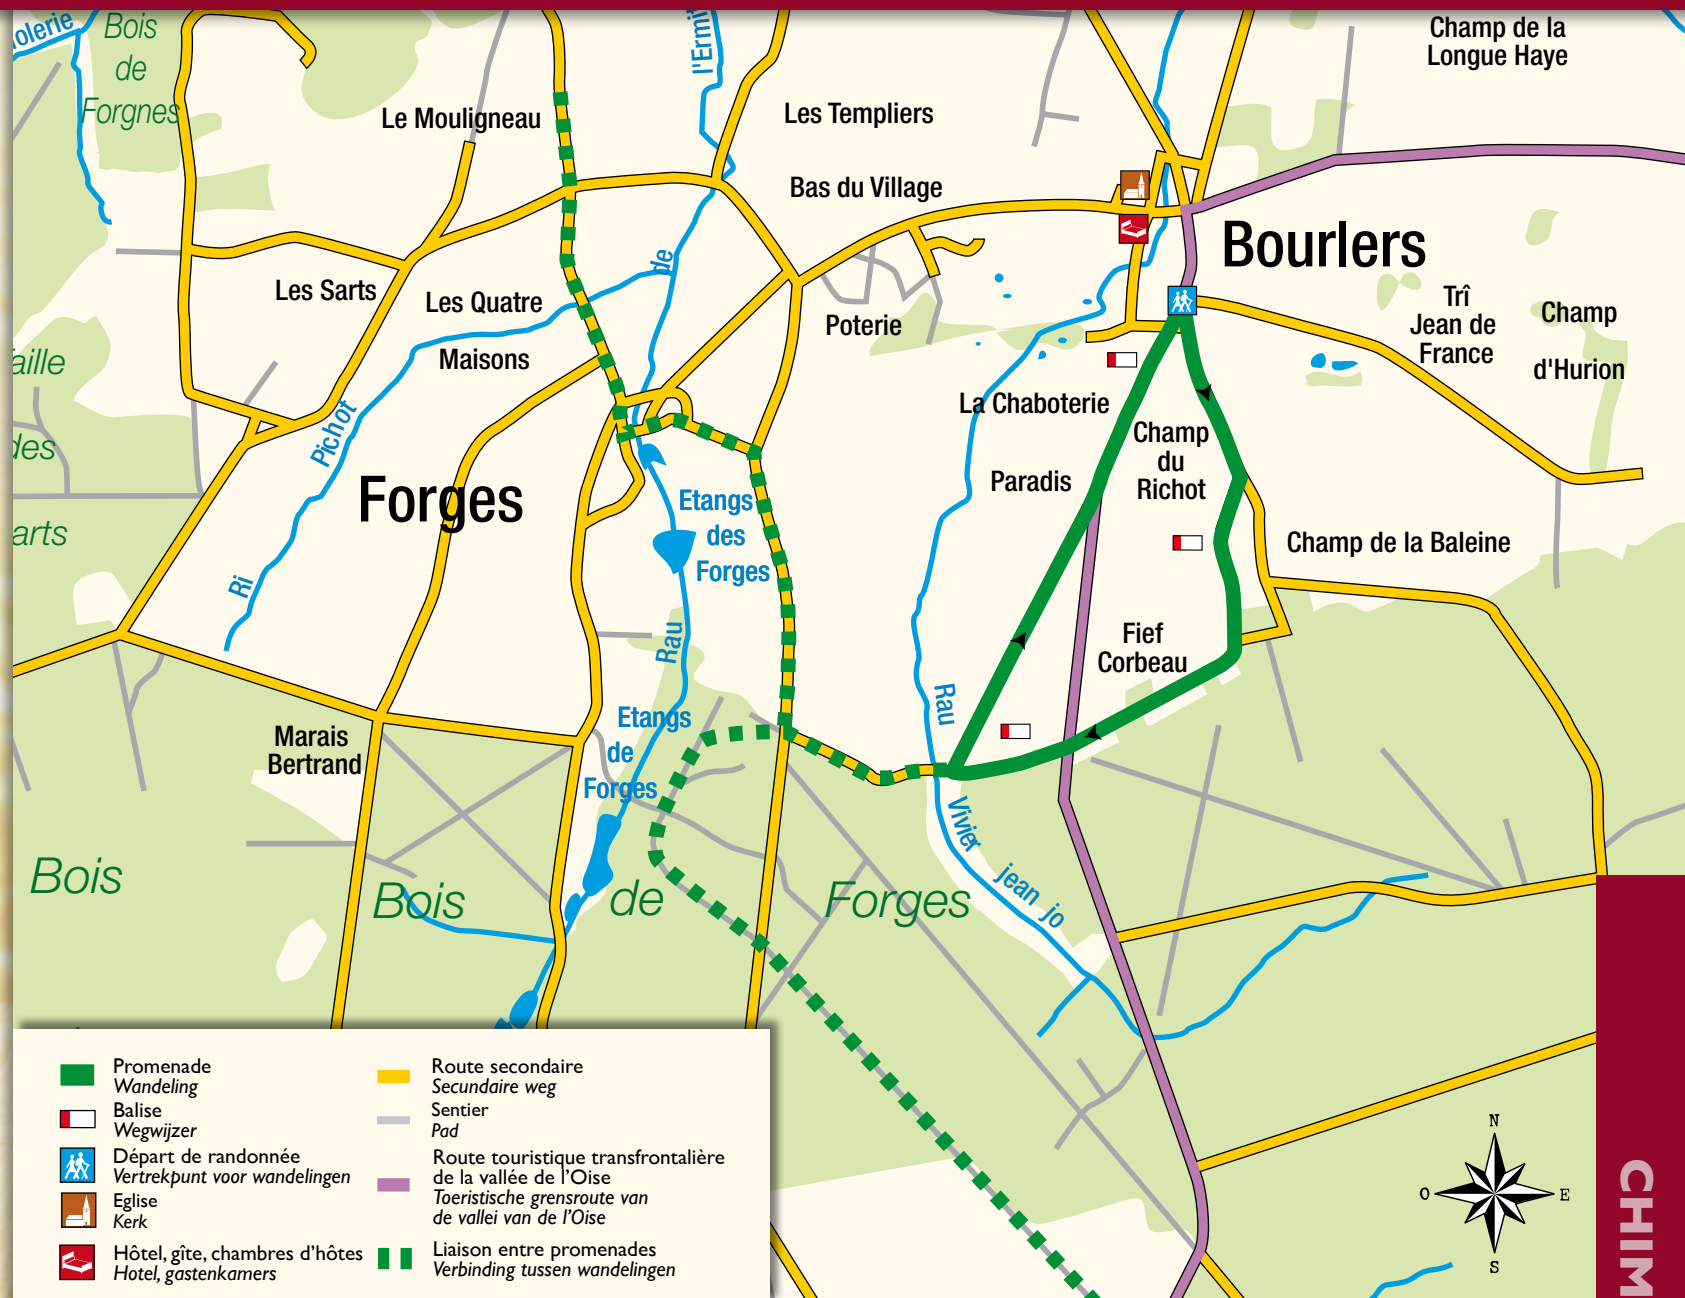 olerie
Bois
de
Forgnes
l'Ermit
Champ de la
Longue Haye
Le Mouligneau
Les Templiers
Bas du Village
Bourlers
de
Les Sarts
Les Quatre
Maisons
Poterie
Trî
Jean de
France
Champ
d'Hurion
aille
des
arts
Ri
Pichot
La Chaboterie
Champ
du
Richot
Paradis
Forges
Etangs
des
Forges
Champ de la Baleine
Rau
Fief
Corbeau
Rau
Etangs
de
Forges
Marais
Bertrand
Vivier
jean jo
Bois
Bois
de
Forges
Promenade
Wandeling
Balise
Wegwijzer
Départ de randonnée
Vertrekpunt voor wandelingen
Eglise
Kerk
Hôtel, gîte, chambres d'hôtes
Hotel, gastenkamers
Route secondaire
Secundaire weg
Sentier
Pad
Route touristique transfrontalière
de la vallée de l'Oise
Toeristische grensroute van
de vallei van de l'Oise
Liaison entre promenades
Verbinding tussen wandelingen
N
O
E
S
CHIM